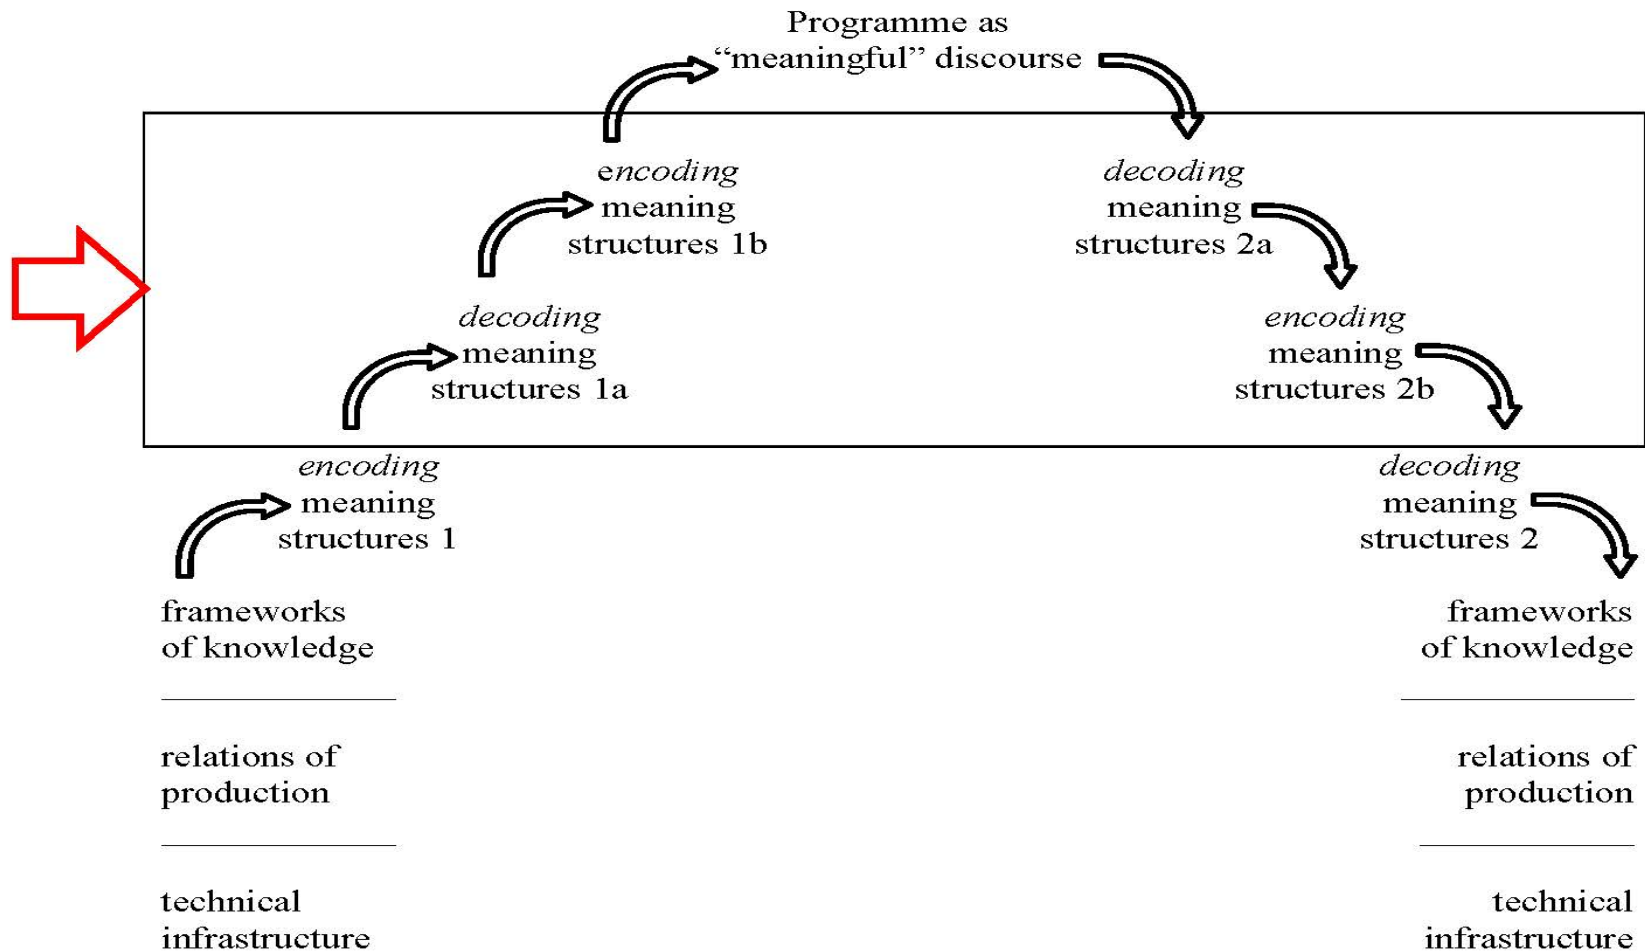 Programme as
“meaningful” discourse
encoding
meaning
structures 1b
decoding
meaning
structures 2a
decoding
meaning
structures 1a
encoding
meaning
structures 2b
encoding
meaning
structures 1
decoding
meaning
structures 2
frameworks
of knowledge
frameworks
of knowledge
relations of
production
relations of
production
technical
infrastructure
technical
infrastructure